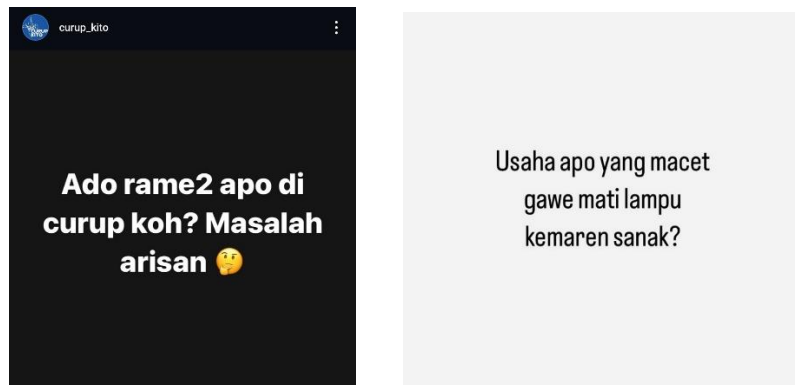 curup_kito
Ado rame2 apo di
curup koh? Masalah
arisan 🤔
Usaha apo yang macet
gawe mati lampu
kemaren sanak?